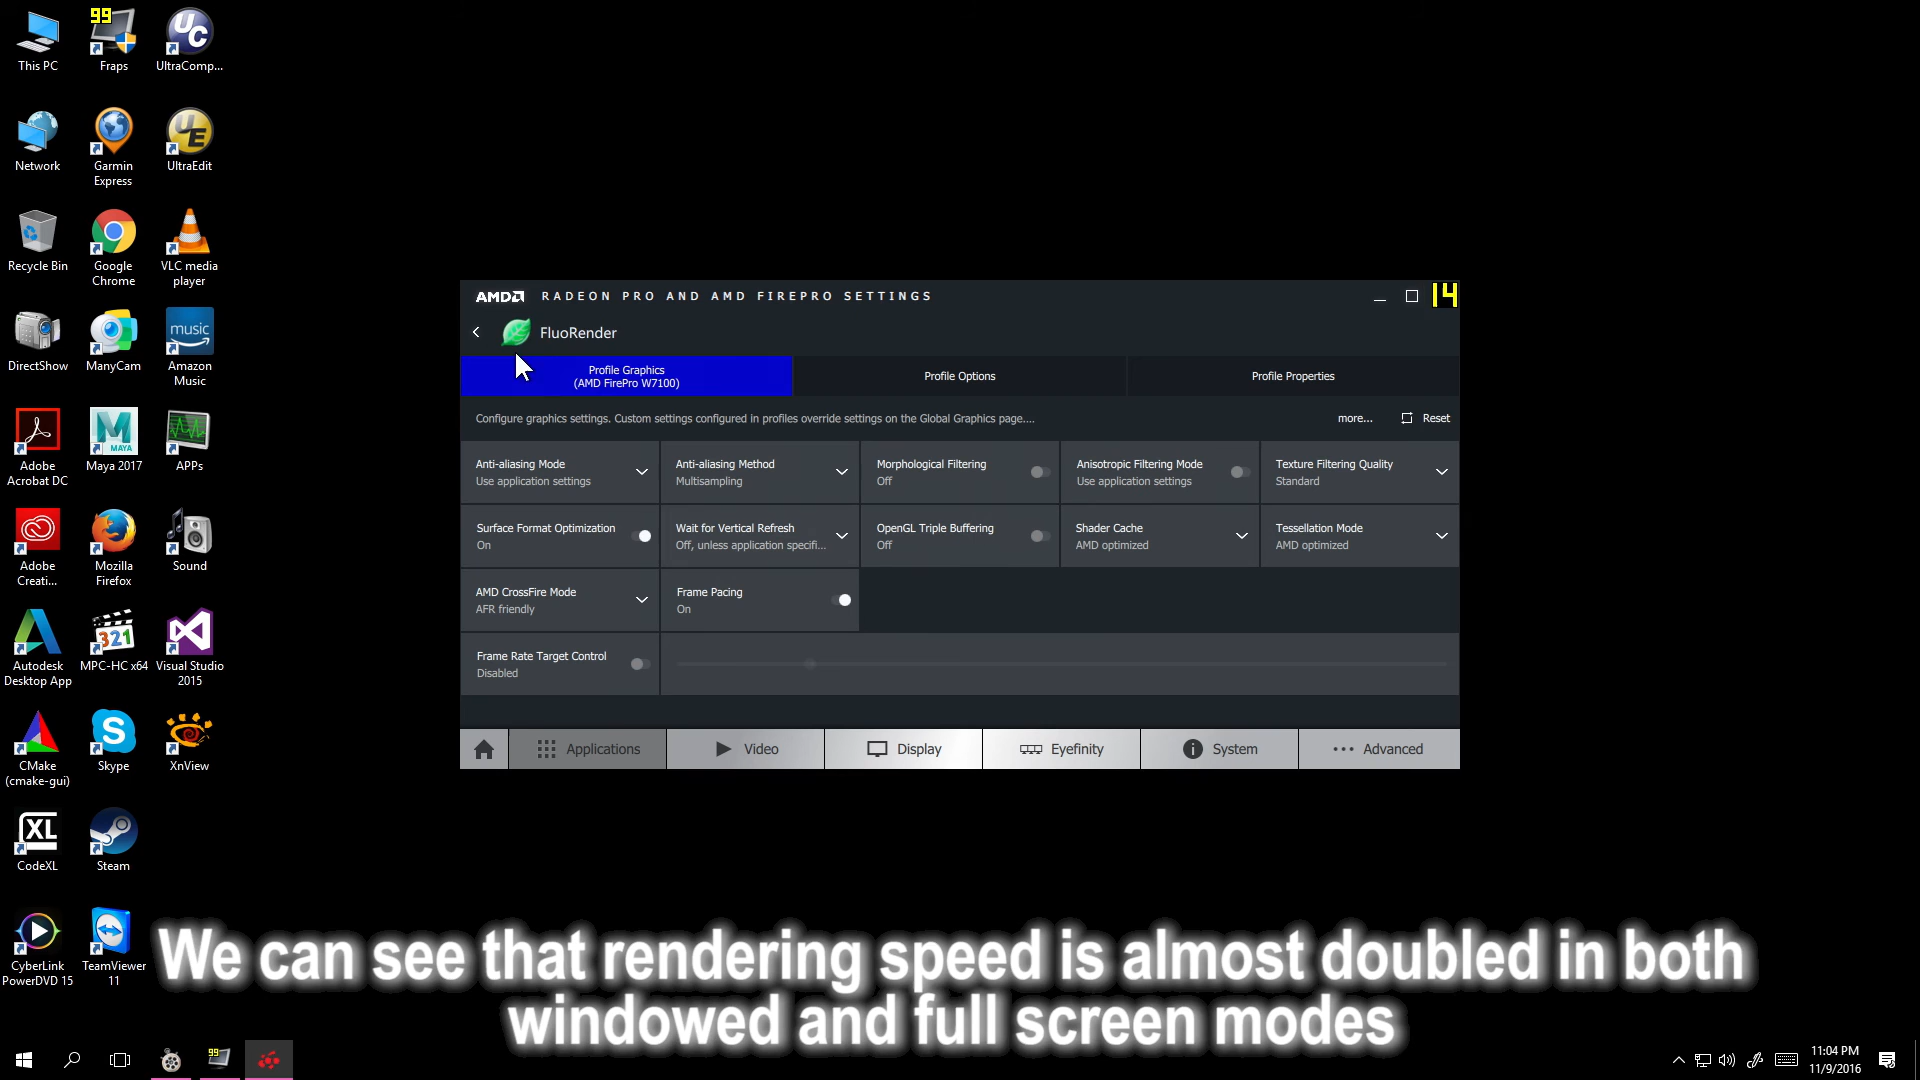 This PC
99
Fraps
UC
UltraComp...
Network
Garmin
Express
UE
UltraEdit
Recycle Bin
Google
Chrome
VLC media
player
DirectShow
ManyCam
music
Amazon
Music
Adobe
Acrobat DC
M
MAYA
Maya 2017
APPs
Adobe
Creati...
Mozilla
Firefox
Sound
Autodesk
Desktop App
321
MPC-HC x64
Visual Studio
2015
CMake
(cmake-gui)
S
Skype
XnView
XL
CodeXL
Steam
CyberLink
PowerDVD 15
TeamViewer
11
AMD RADEON PRO AND AMD FIREPRO SETTINGS
14
FluoRender
Profile Graphics
(AMD FirePro W7100)
Profile Options
Profile Properties
Configure graphics settings. Custom settings configured in profiles override settings on the Global Graphics page....
more...
Reset
Anti-aliasing Mode
Use application settings
Anti-aliasing Method
Multisampling
Morphological Filtering
Off
Anisotropic Filtering Mode
Use application settings
Texture Filtering Quality
Standard
Surface Format Optimization
On
Wait for Vertical Refresh
Off, unless application specifi...
OpenGL Triple Buffering
Off
Shader Cache
AMD optimized
Tessellation Mode
AMD optimized
AMD CrossFire Mode
AFR friendly
Frame Pacing
On
Frame Rate Target Control
Disabled
Applications
Video
Display
Eyefinity
System
Advanced
We can see that rendering speed is almost doubled in both
windowed and full screen modes
99
11:04 PM
11/9/2016